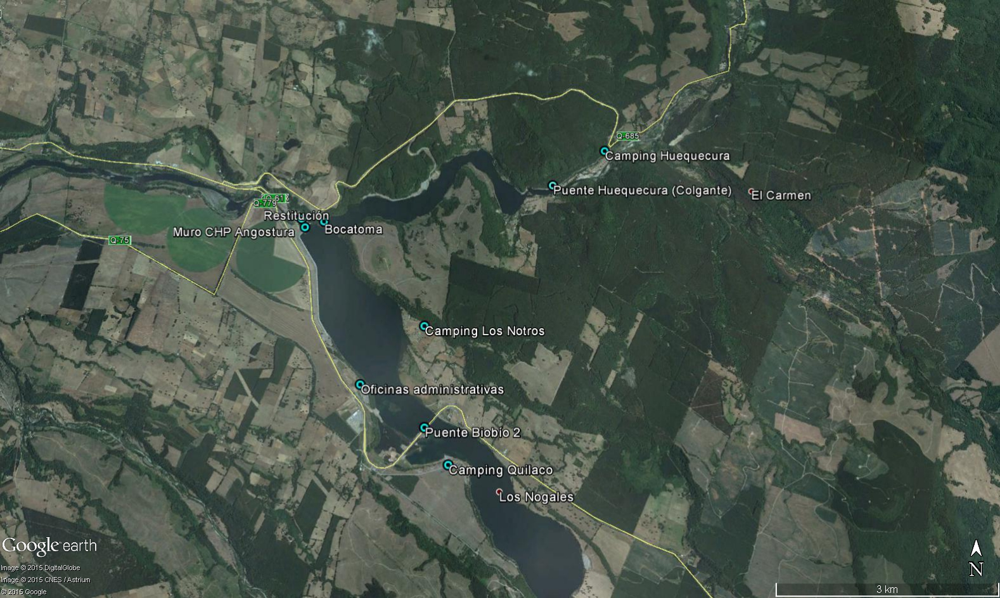 Q-685
Camping Huequecura
Puente Huequecura (Colgante)
El Carmen
Q-779
Restitución
Bocatoma
Muro CHP Angostura
Q-75
Camping Los Notros
Oficinas administrativas
Puente Biobío 2
Camping Quilaco
Los Nogales
Google earth
Image © 2015 DigitalGlobe
Image © 2015 CNES / Astrium
© 2015 Google
N
3 km